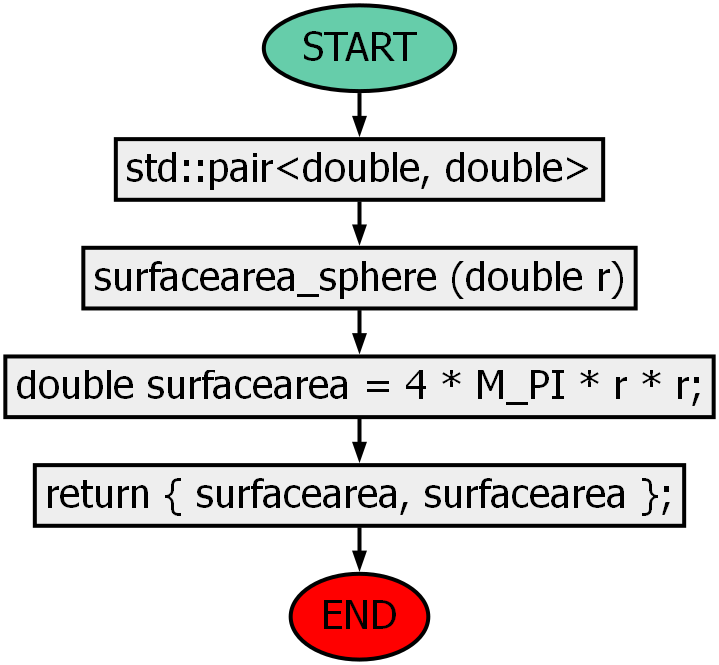 START
std::pair<double, double>
surfacearea_sphere (double r)
double surfacearea = 4 * M_PI * r * r;
return { surfacearea, surfacearea };
END